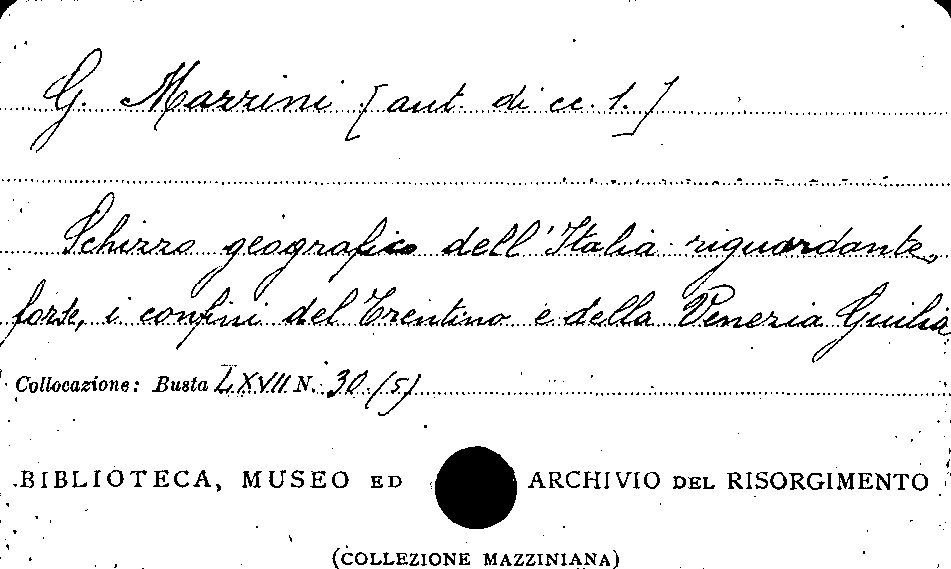 G. Mazzini [aut. di cc. 1.]
Schizzo geografico dell'Italia riguardante,
forse, i confini del Trentino e della Venezia Giulia
Collocazione: Busta LXVII N. 30 (5)
BIBLIOTECA, MUSEO ED ARCHIVIO DEL RISORGIMENTO
(COLLEZIONE MAZZINIANA)